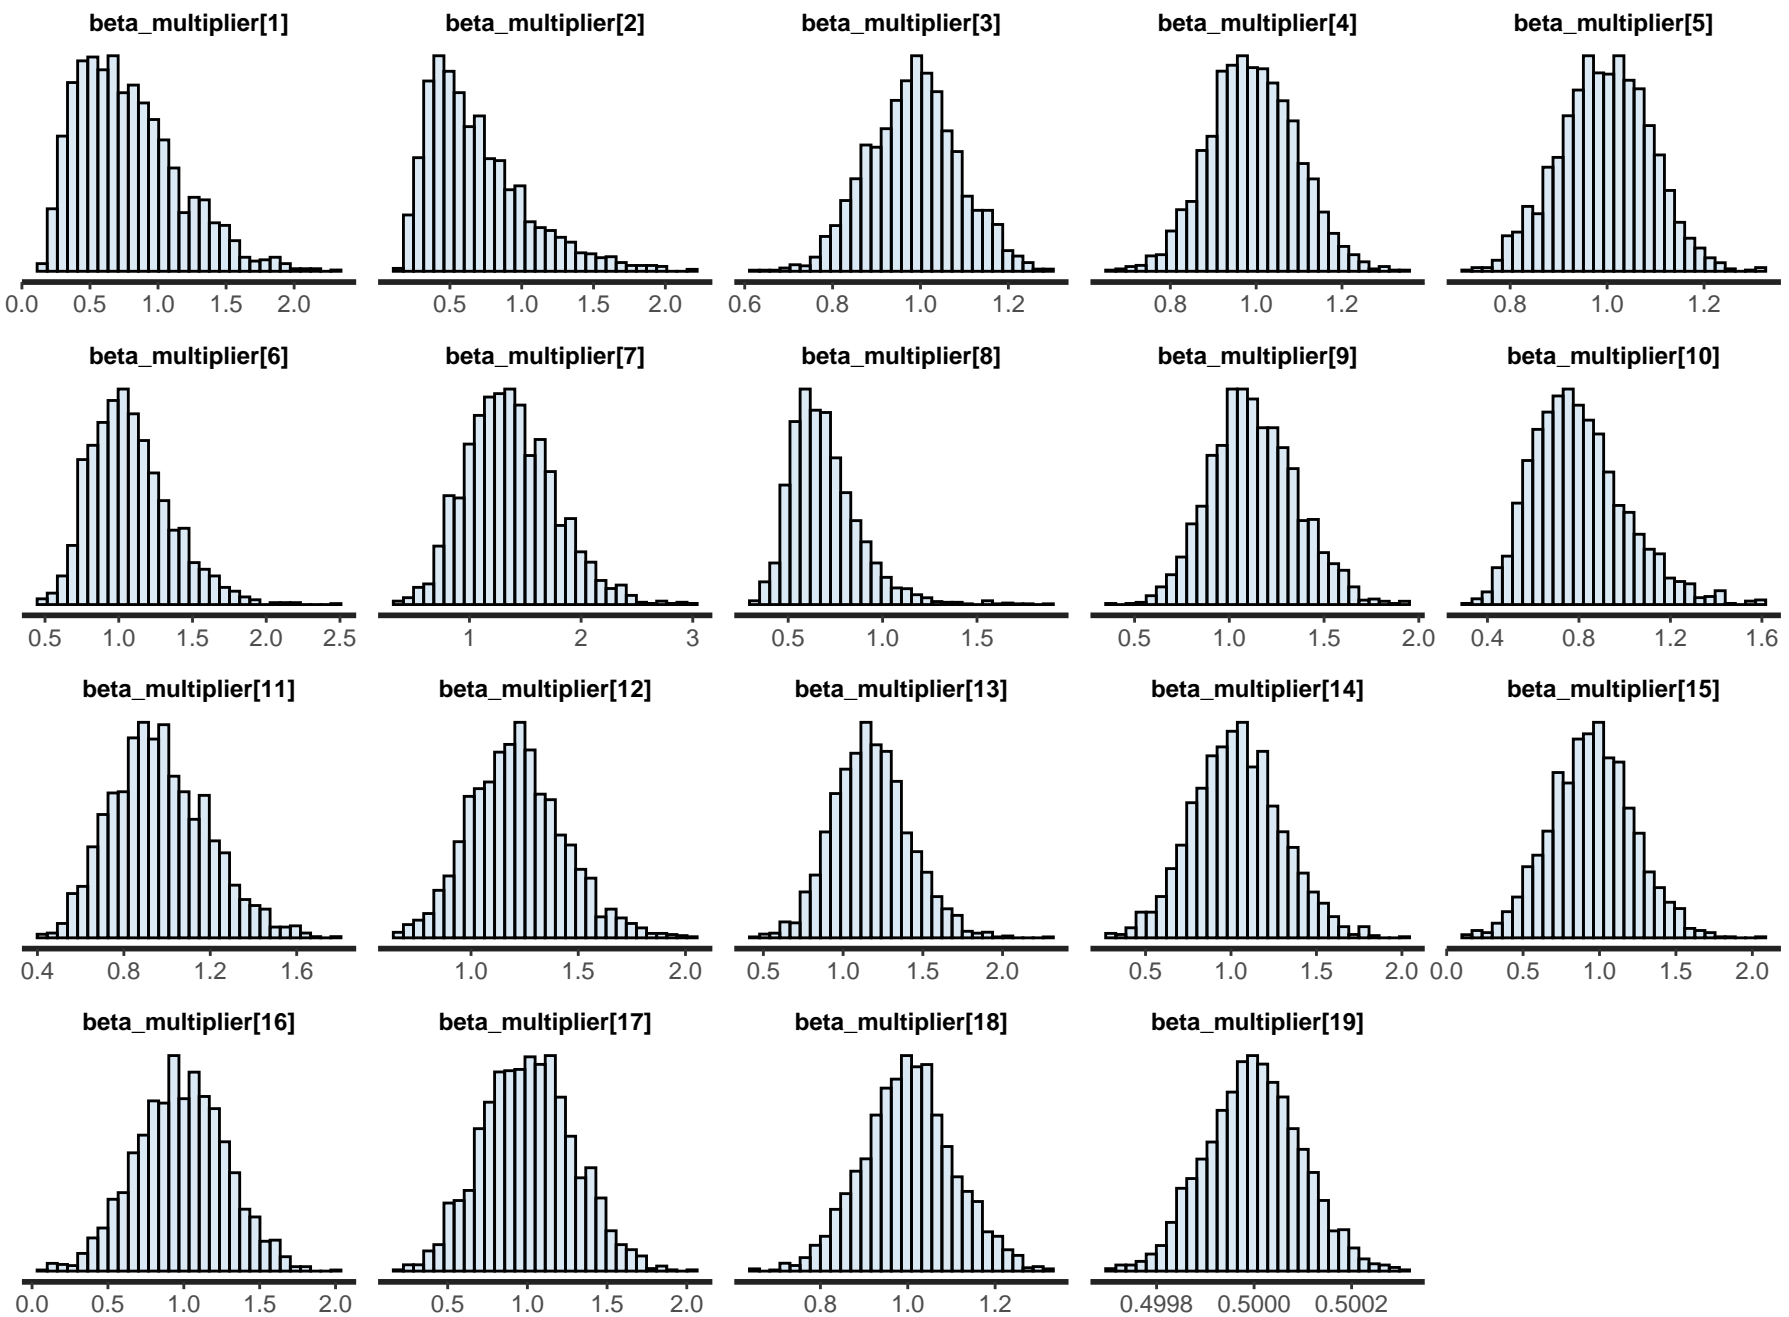 beta_multiplier[1] beta_multiplier[2] beta_multiplier[3] beta_multiplier[4] beta_multiplier[5]
0.0 0.5 1.0 1.5 2.0 0.5 1.0 1.5 2.0 0.6 0.8 1.0 1.2 0.8 1.0 1.2 0.8 1.0 1.2
beta_multiplier[6] beta_multiplier[7] beta_multiplier[8] beta_multiplier[9] beta_multiplier[10]
0.5 1.0 1.5 2.0 2.5 1 2 3 0.5 1.0 1.5 0.5 1.0 1.5 2.0 0.4 0.8 1.2 1.6
beta_multiplier[11] beta_multiplier[12] beta_multiplier[13] beta_multiplier[14] beta_multiplier[15]
0.4 0.8 1.2 1.6 1.0 1.5 2.0 0.5 1.0 1.5 2.0 0.5 1.0 1.5 2.0 0.0 0.5 1.0 1.5 2.0
beta_multiplier[16] beta_multiplier[17] beta_multiplier[18] beta_multiplier[19]
0.0 0.5 1.0 1.5 2.0 0.5 1.0 1.5 2.0 0.8 1.0 1.2 0.4998 0.5000 0.5002